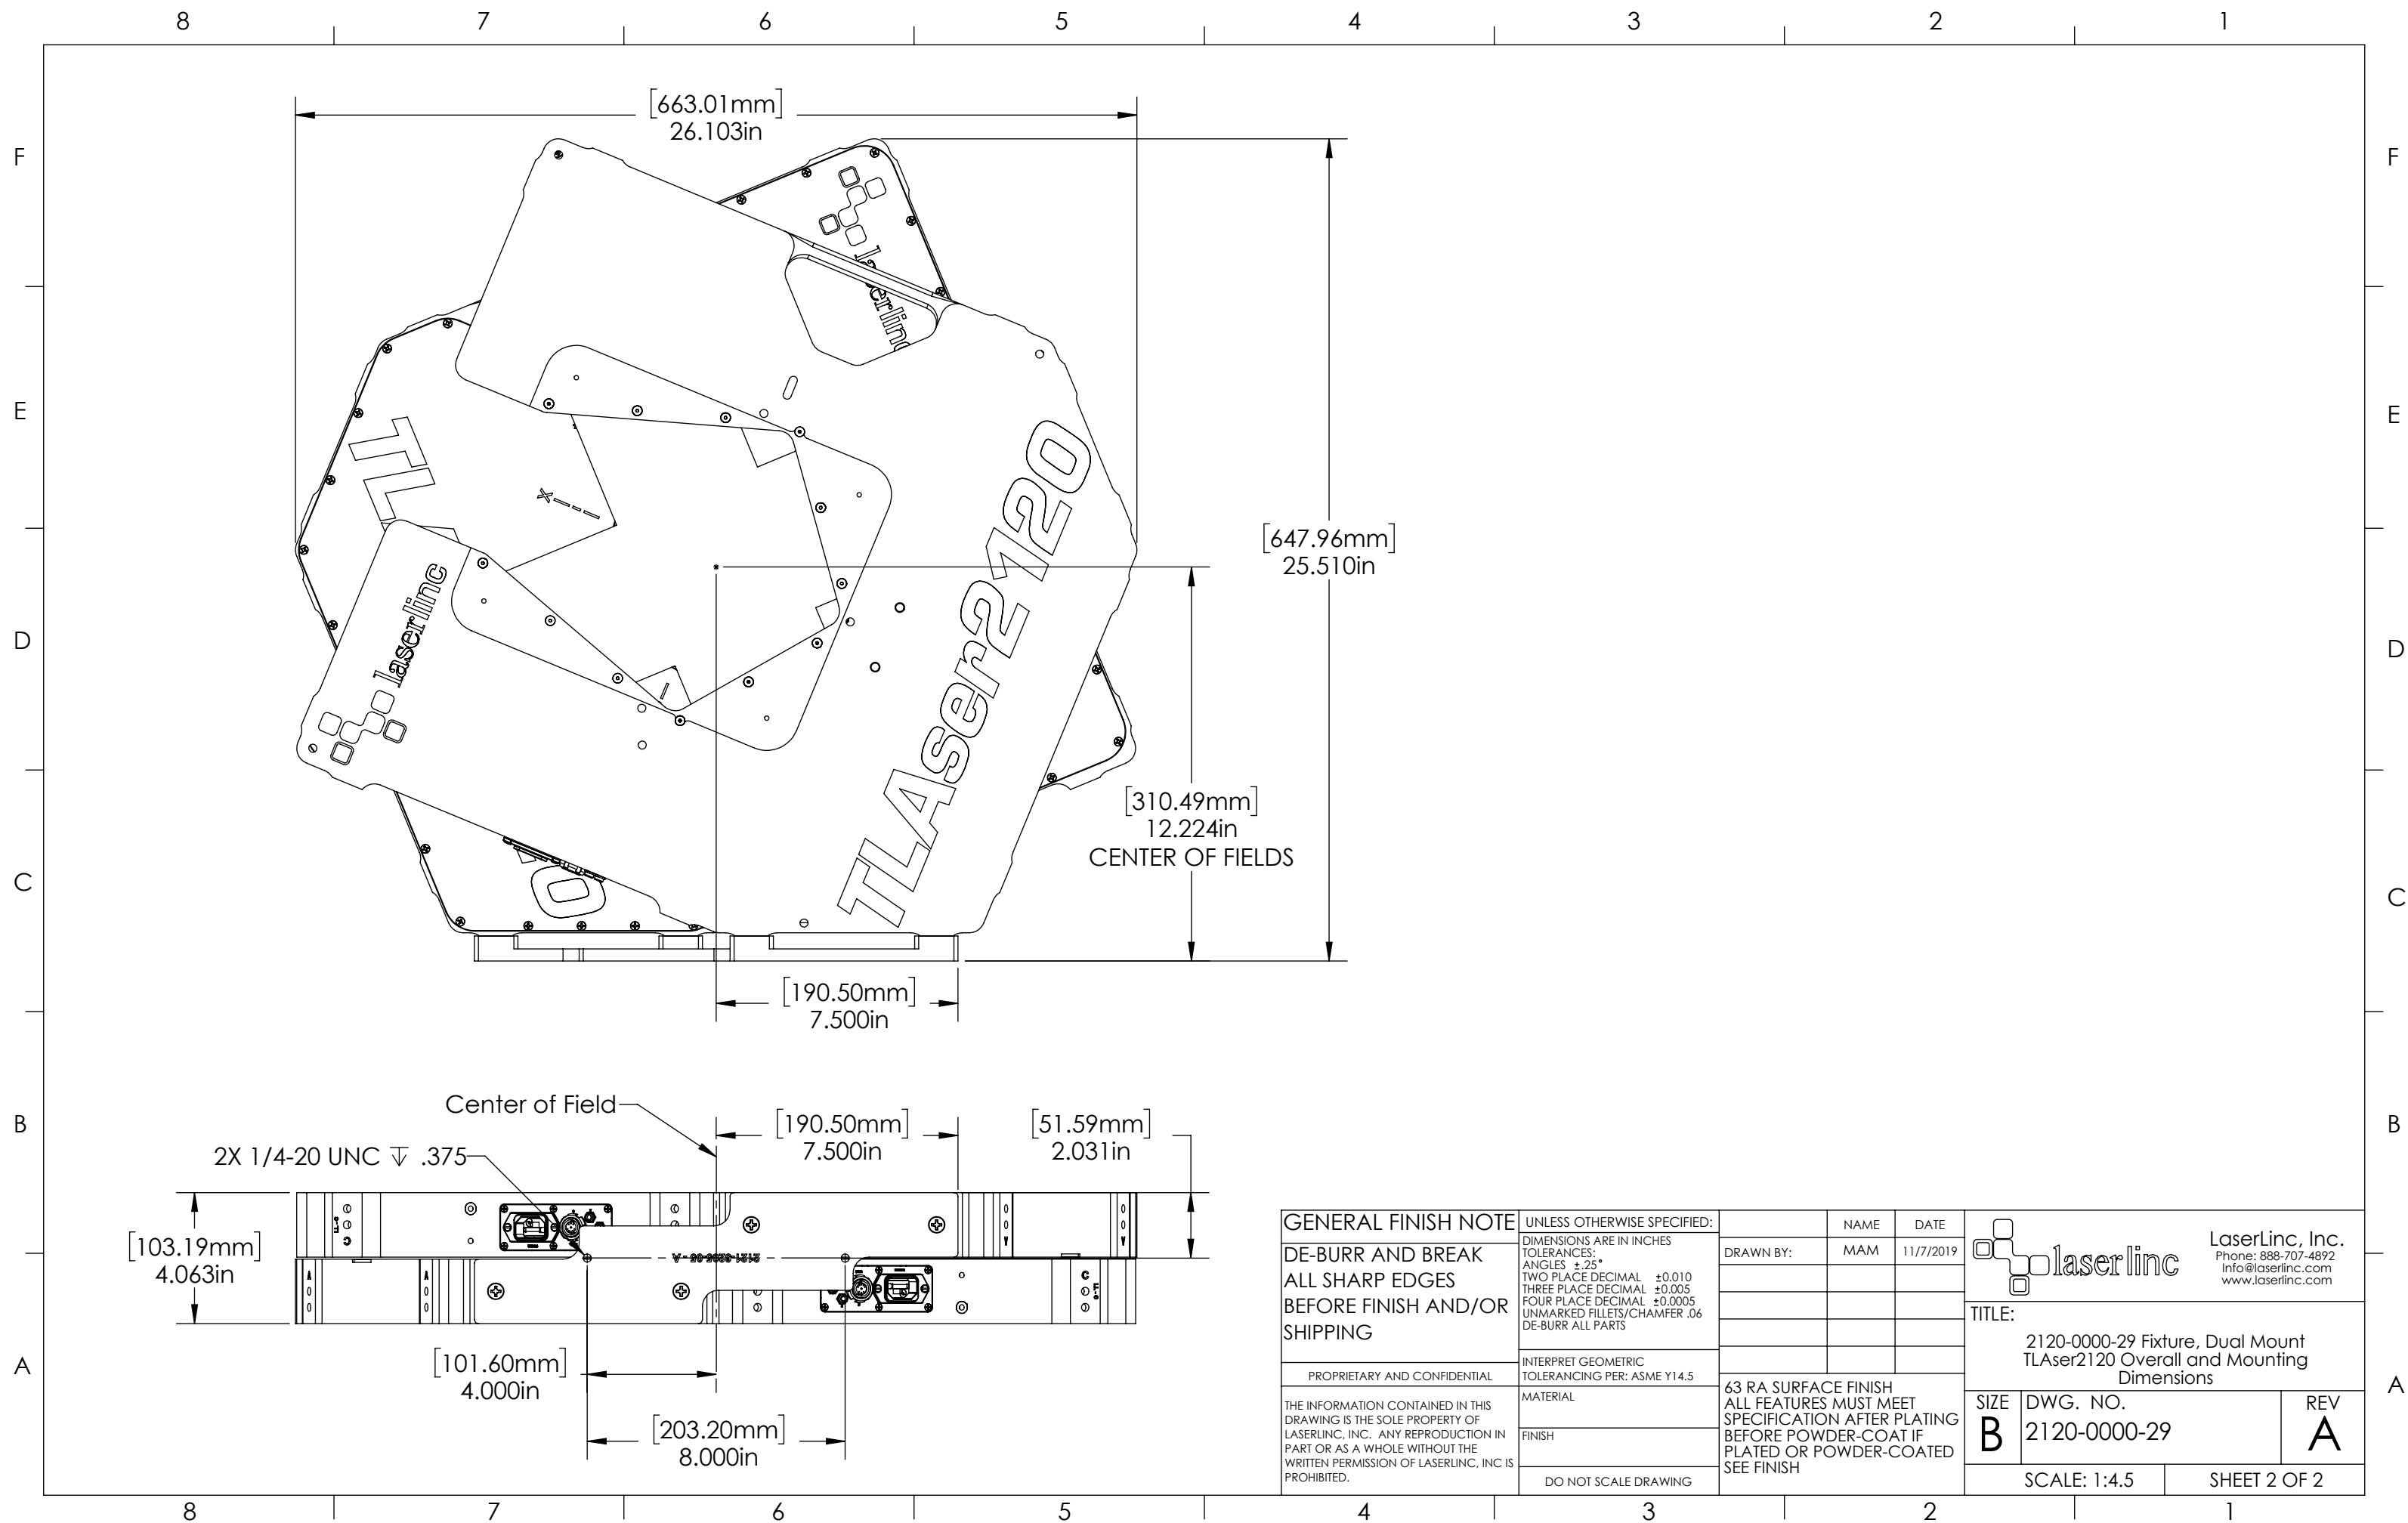 8 7 6 5 4 3 2 1
F
E
D
C
B
A
F
E
D
C
B
A
[663.01mm]
26.103in
[647.96mm]
25.510in
[310.49mm]
12.224in
CENTER OF FIELDS
[190.50mm]
7.500in
laserlinc
TLAser2120
laserlinc
TL
X
0
Center of Field
[190.50mm]
7.500in
[51.59mm]
2.031in
2X 1/4-20 UNC ↧ .375
[103.19mm]
4.063in
[101.60mm]
4.000in
[203.20mm]
8.000in
GENERAL FINISH NOTE
DE-BURR AND BREAK
ALL SHARP EDGES
BEFORE FINISH AND/OR
SHIPPING
PROPRIETARY AND CONFIDENTIAL
THE INFORMATION CONTAINED IN THIS
DRAWING IS THE SOLE PROPERTY OF
LASERLINC, INC. ANY REPRODUCTION IN
PART OR AS A WHOLE WITHOUT THE
WRITTEN PERMISSION OF LASERLINC, INC IS
PROHIBITED.
UNLESS OTHERWISE SPECIFIED:
DIMENSIONS ARE IN INCHES
TOLERANCES:
ANGLES ±.25°
TWO PLACE DECIMAL ±0.010
THREE PLACE DECIMAL ±0.005
FOUR PLACE DECIMAL ±0.0005
UNMARKED FILLETS/CHAMFER .06
DE-BURR ALL PARTS
INTERPRET GEOMETRIC
TOLERANCING PER: ASME Y14.5
MATERIAL
FINISH
DO NOT SCALE DRAWING
NAME DATE
DRAWN BY: MAM 11/7/2019
63 RA SURFACE FINISH
ALL FEATURES MUST MEET
SPECIFICATION AFTER PLATING
BEFORE POWDER-COAT IF
PLATED OR POWDER-COATED
SEE FINISH
laserlinc
LaserLinc, Inc.
Phone: 888-707-4892
Info@laserlinc.com
www.laserlinc.com
TITLE:
2120-0000-29 Fixture, Dual Mount
TLAser2120 Overall and Mounting
Dimensions
SIZE
B
DWG. NO.
2120-0000-29
REV
A
SCALE: 1:4.5
SHEET 2 OF 2
8 7 6 5 4 3 2 1